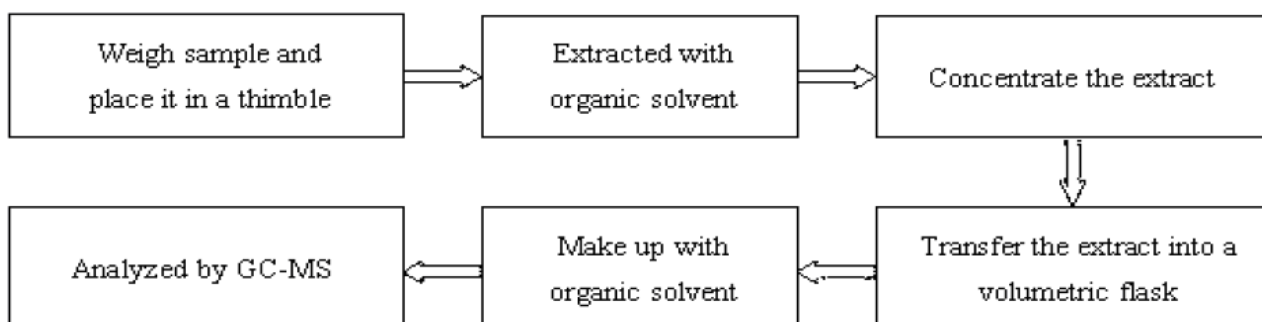 Weigh sample and
place it in a thimble
Extracted with
organic solvent
Concentrate the extract
Transfer the extract into a
volumetric flask
Make up with
organic solvent
Analyzed by GC-MS